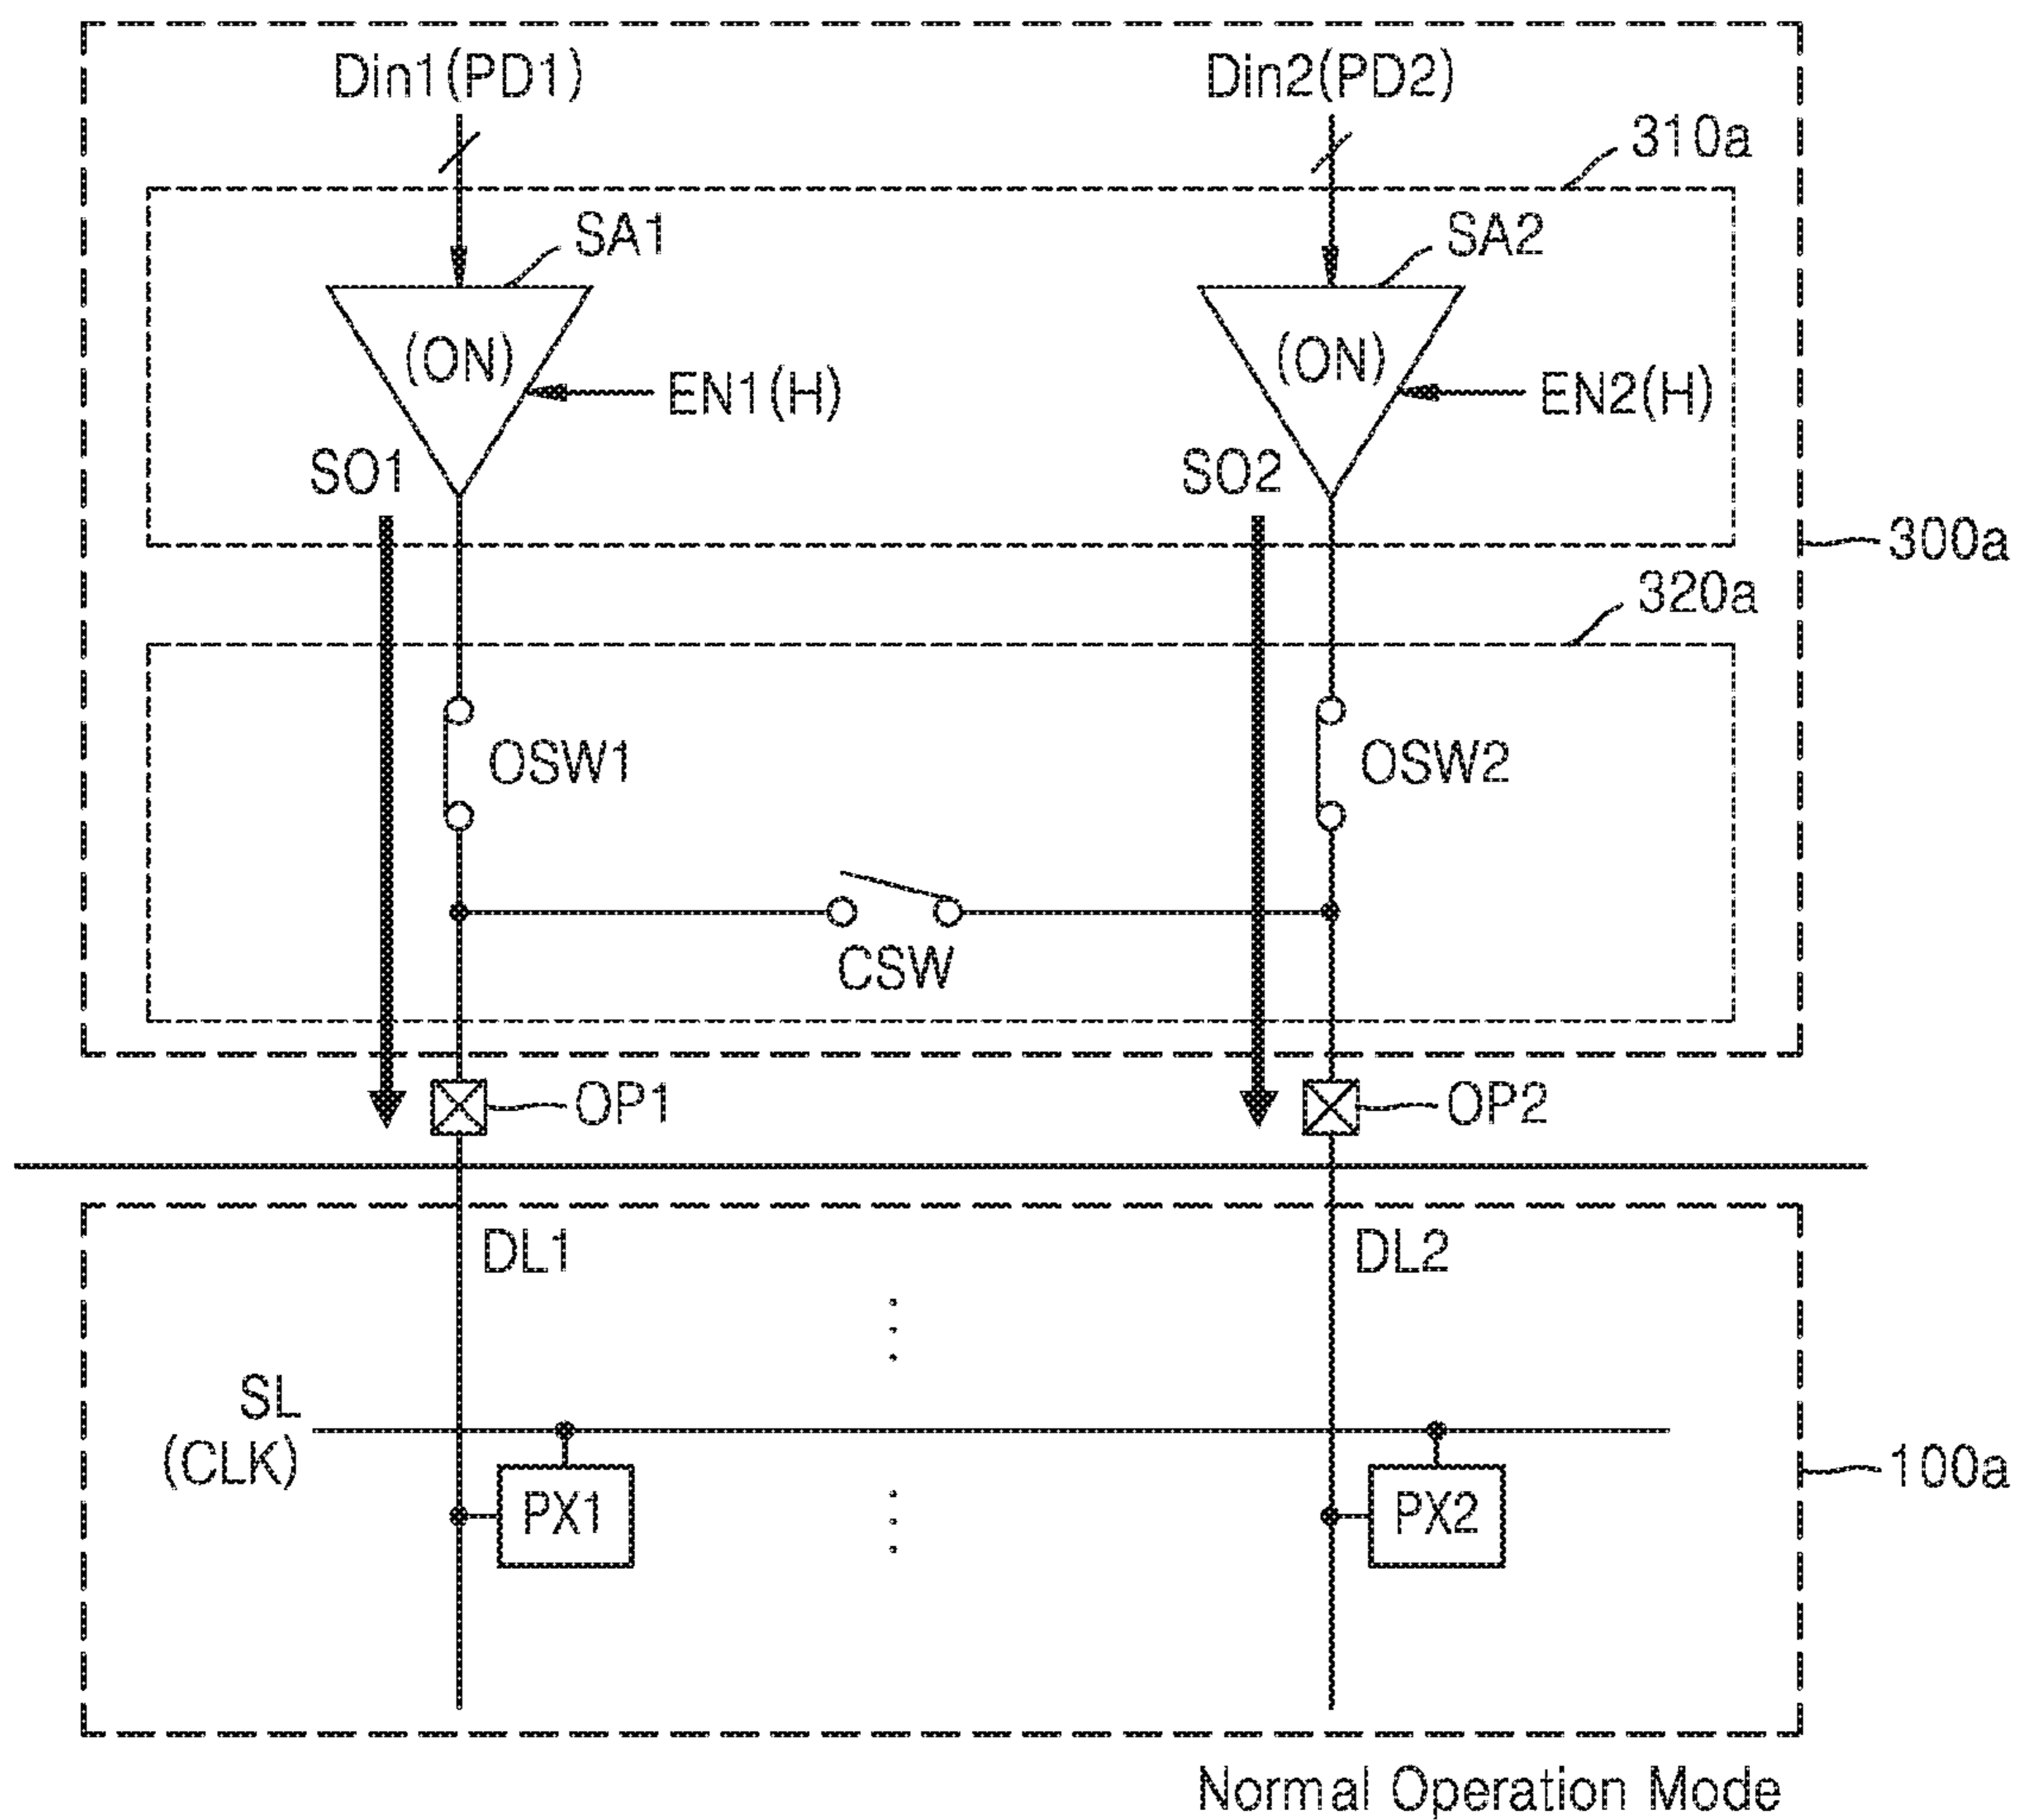 Din1(PD1)
Din2(PD2)
310a
SA1
SA2
(ON)
(ON)
EN1(H)
EN2(H)
SO1
SO2
300a
320a
OSW1
OSW2
CSW
OP1
OP2
DL1
DL2
SL
(CLK)
PX1
PX2
100a
Normal Operation Mode